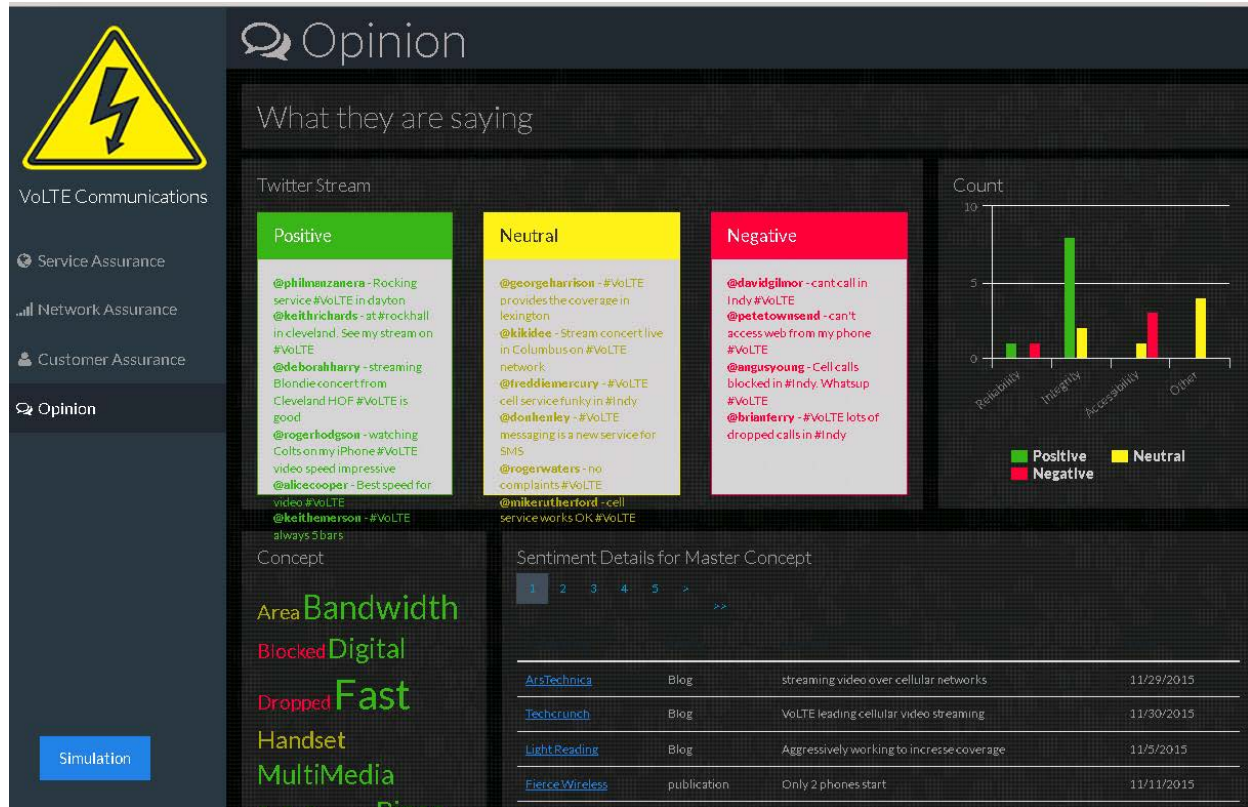 Opinion
VoLTE Communications
Service Assurance
Network Assurance
Customer Assurance
Opinion
Simulation
What they are saying
Twitter Stream
Positive
@philmanzanera - Rocking
service #VoLTE in dayton
@keithrichards - at #rockhall
in cleveland. See my stream on
#VoLTE
@deborahharry - streaming
Blondie concert from
Cleveland HOF #VoLTE is
good
@rogerhodgson - watching
Colts on my iPhone #VoLTE
video speed impressive
@alicecooper - Best speed for
video #VoLTE
@keithemerson - #VoLTE
always 5 bars
Neutral
@georgeharrison - #VoLTE
provides the coverage in
lexington
@kikidee - Stream concert live
in Columbus on #VoLTE
network
@freddiemercury - #VoLTE
cell service funky in #Indy
@donhenley - #VoLTE
messaging is a new service for
SMS
@rogerwaters - no
complaints #VoLTE
@mikerutherford - cell
service works OK #VoLTE
Negative
@davidgilmor - cant call in
Indy #VoLTE
@petetownsend - can't
access web from my phone
#VoLTE
@angusyoung - Cell calls
blocked in #Indy. Whatsup
#VoLTE
@brianferry - #VoLTE lots of
dropped calls in #Indy
Count
10
5
0
Reliability Integrity Accessibility Other
Positive Neutral
Negative
Concept
Area Bandwidth
Blocked Digital
Dropped Fast
Handset
MultiMedia
Sentiment Details for Master Concept
1 2 3 4 5 >
>>
ArsTechnica Blog streaming video over cellular networks 11/29/2015
Techcrunch Blog VoLTE leading cellular video streaming 11/30/2015
Light Reading Blog Aggressively working to increse coverage 11/5/2015
Fierce Wireless publication Only 2 phones start 11/11/2015